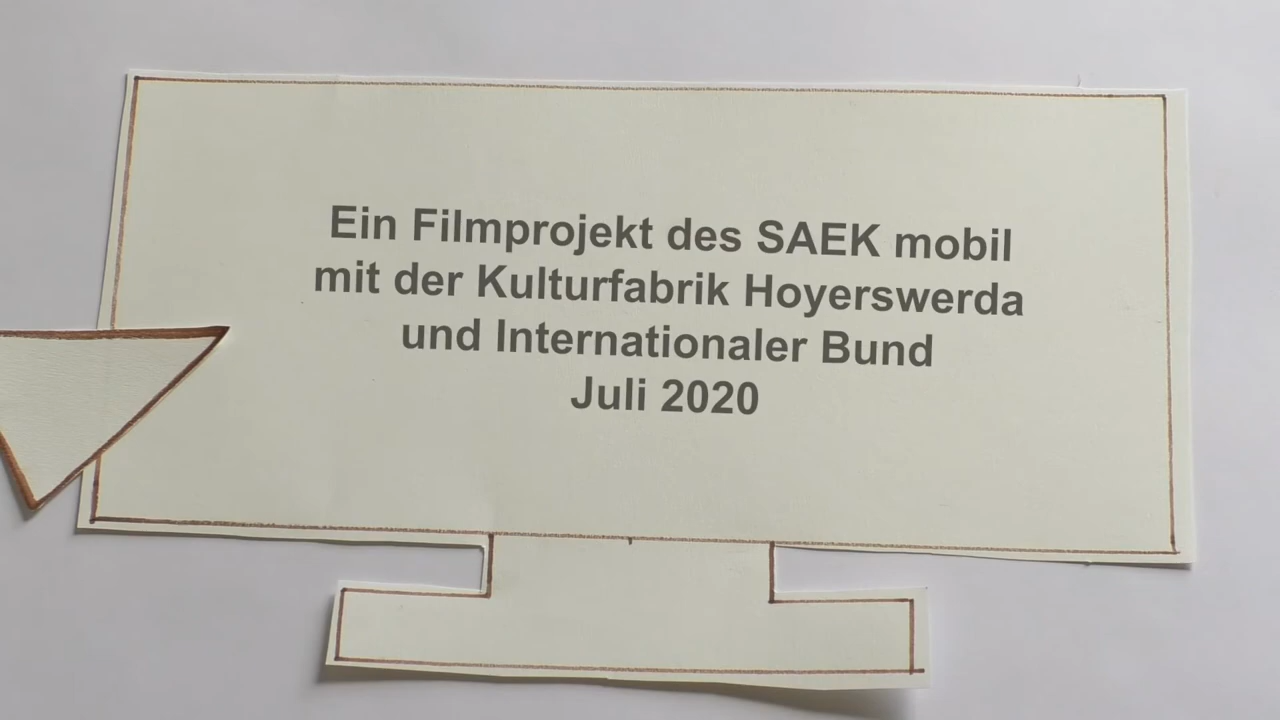 Ein Filmprojekt des SAEK mobil
mit der Kulturfabrik Hoyerswerda
und Internationaler Bund
Juli 2020